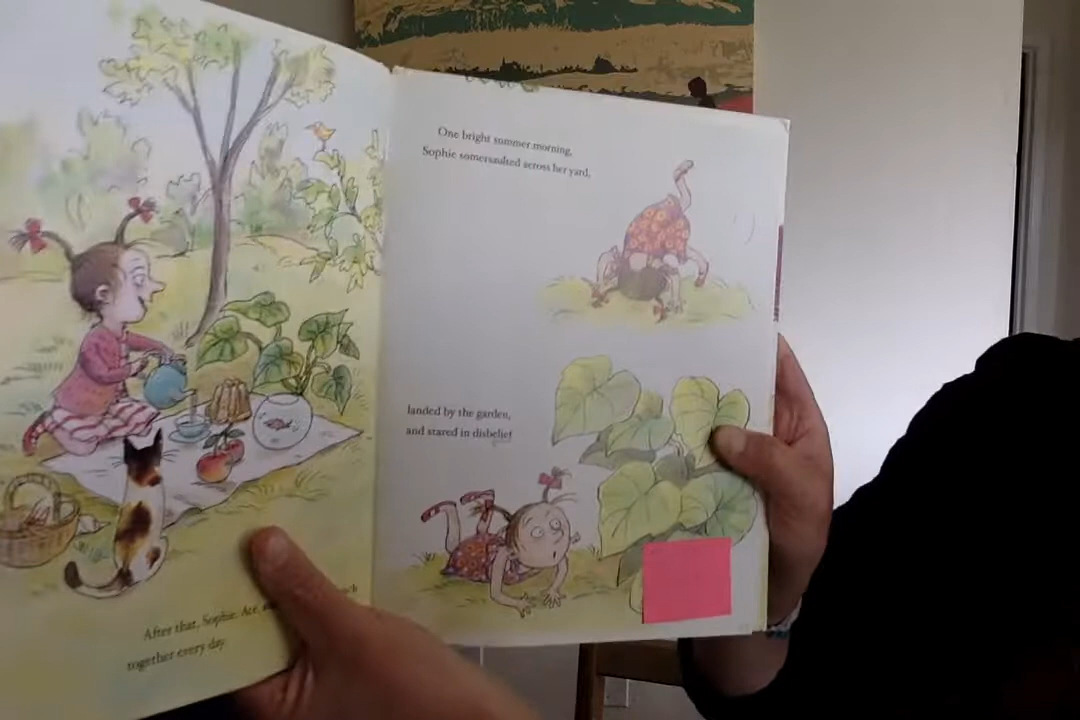 After that, Sophie.
together every day
One bright summer morning,
Sophie somersaulted across her yard,
landed by the garden,
and stared in disbelief